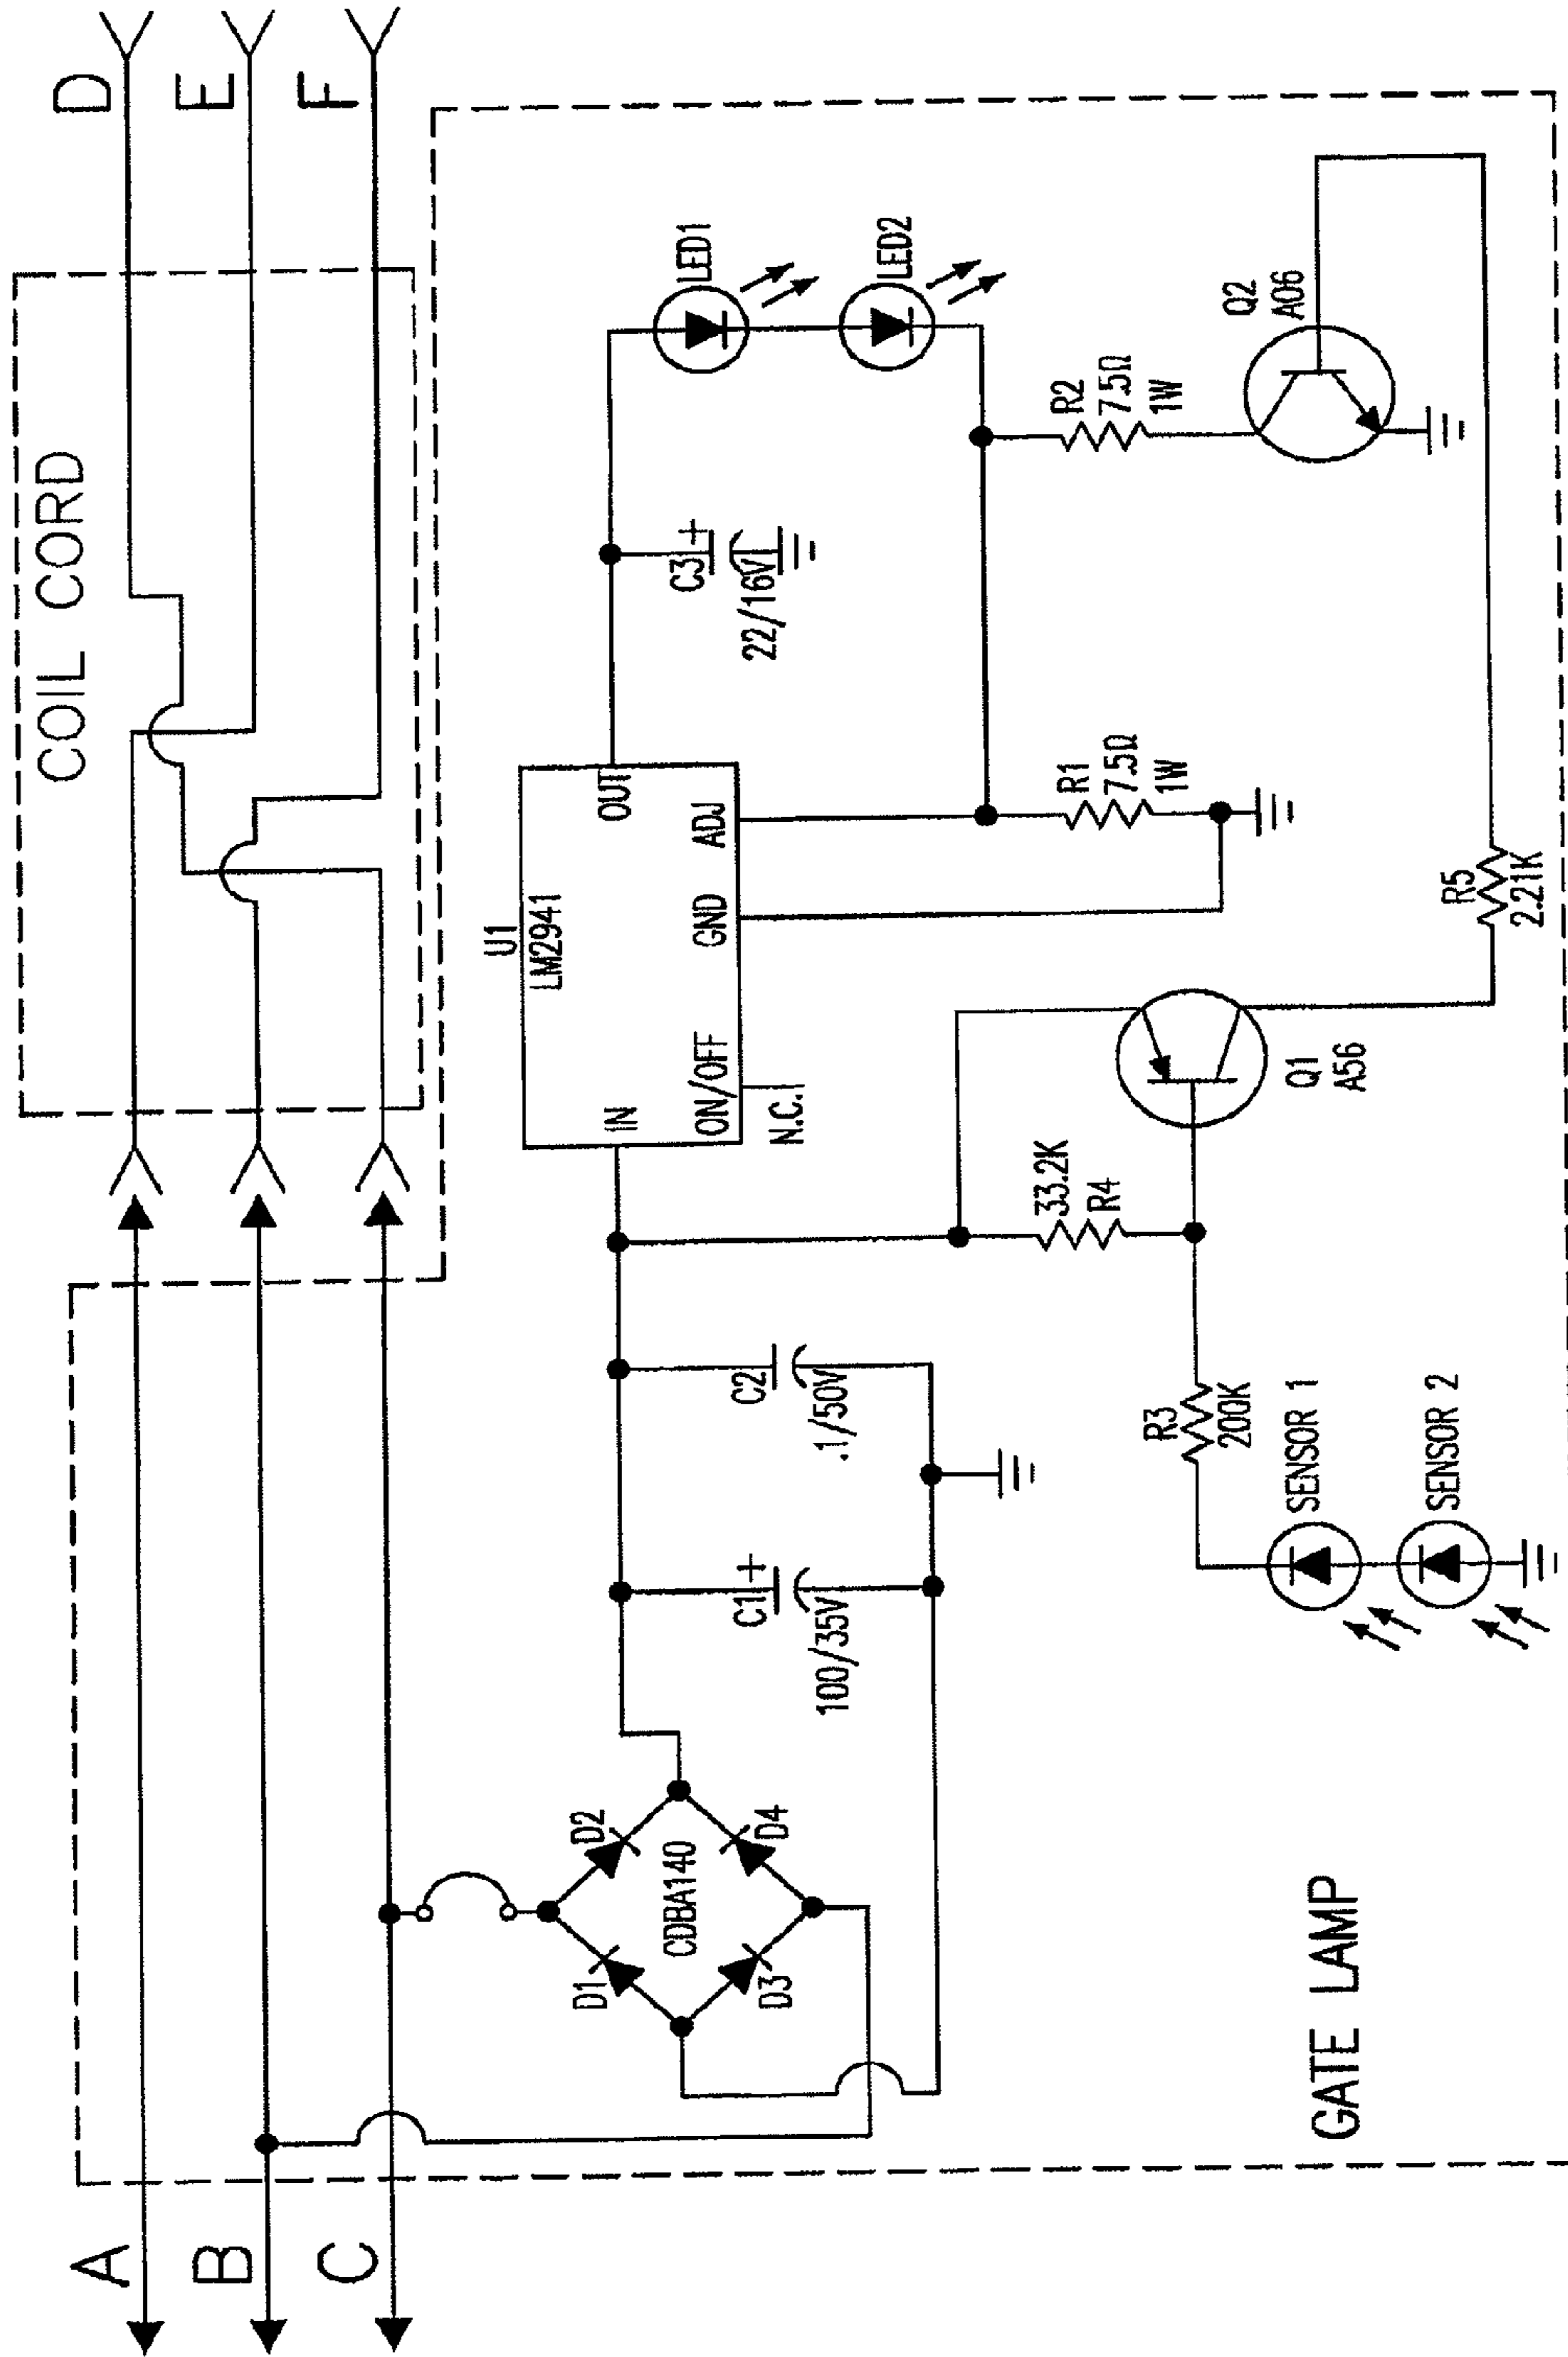 A
B
C
COIL CORD
D
E
F
D1
D2
CDBA140
D3
D4
C1 +
100/35V
C2
.1/50V
U1
LM2941
IN
OUT
ON/OFF
GND
ADJ
N.C.
C3 +
22/16V
LED1
LED2
33.2K
R4
R1
7.5Ω
1W
R2
7.5Ω
1W
Q2
A06
Q1
A56
R3
200K
SENSOR 1
SENSOR 2
R5
2.21K
GATE LAMP